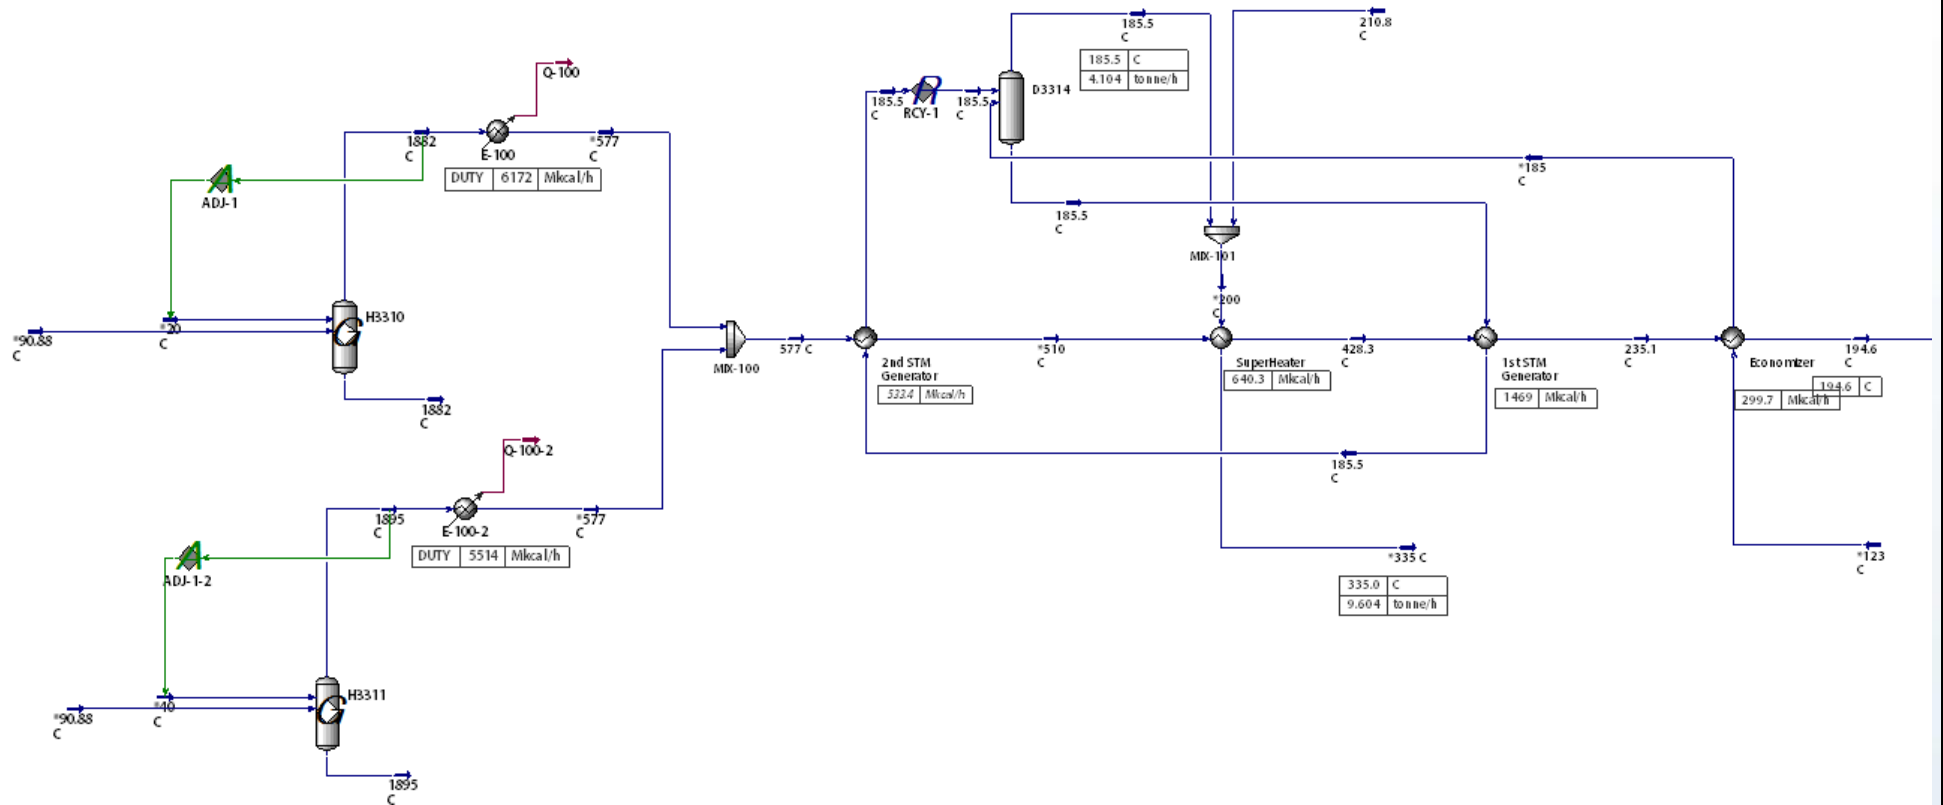 185.5
C
210.8
C
185.5 C
4.104 tonne/h
Q-100
D3314
185.5
C
RCY-1
185.5
C
1882
C
E-100
*577
C
DUTY 6172 Mkcal/h
*185
C
ADJ-1
185.5
C
MIX-101
*200
C
H3310
*20
C
*90.88
C
MIX-100
577 C
2nd STM
Generator
533.4 Mkcal/h
*510
C
SuperHeater
640.3 Mkcal/h
428.3
C
1st STM
Generator
1469 Mkcal/h
235.1
C
Economizer
299.7 Mkcal/h
194.6
C
194.6 C
1882
C
Q-100-2
185.5
C
1895
C
E-100-2
*577
C
DUTY 5514 Mkcal/h
*335 C
*123
C
ADJ-1-2
335.0 C
9.604 tonne/h
H3311
*40
C
*90.88
C
1895
C